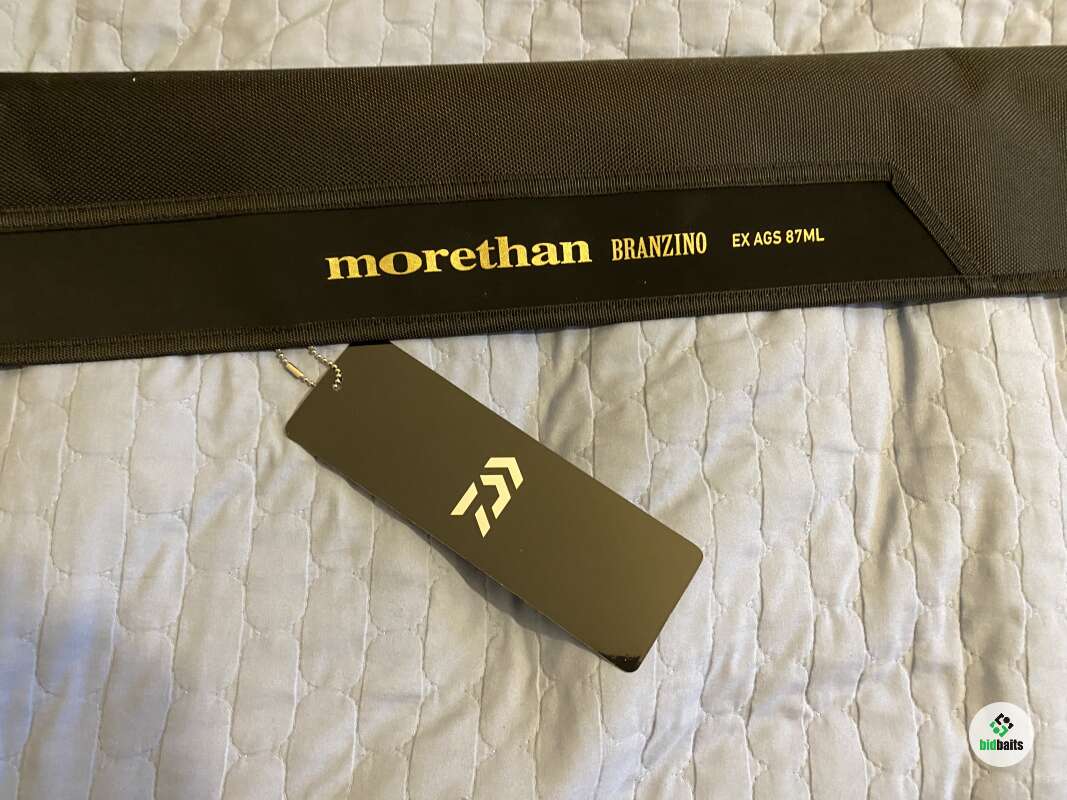 morethan BRANZINO EX AGS 87ML
bidbaits